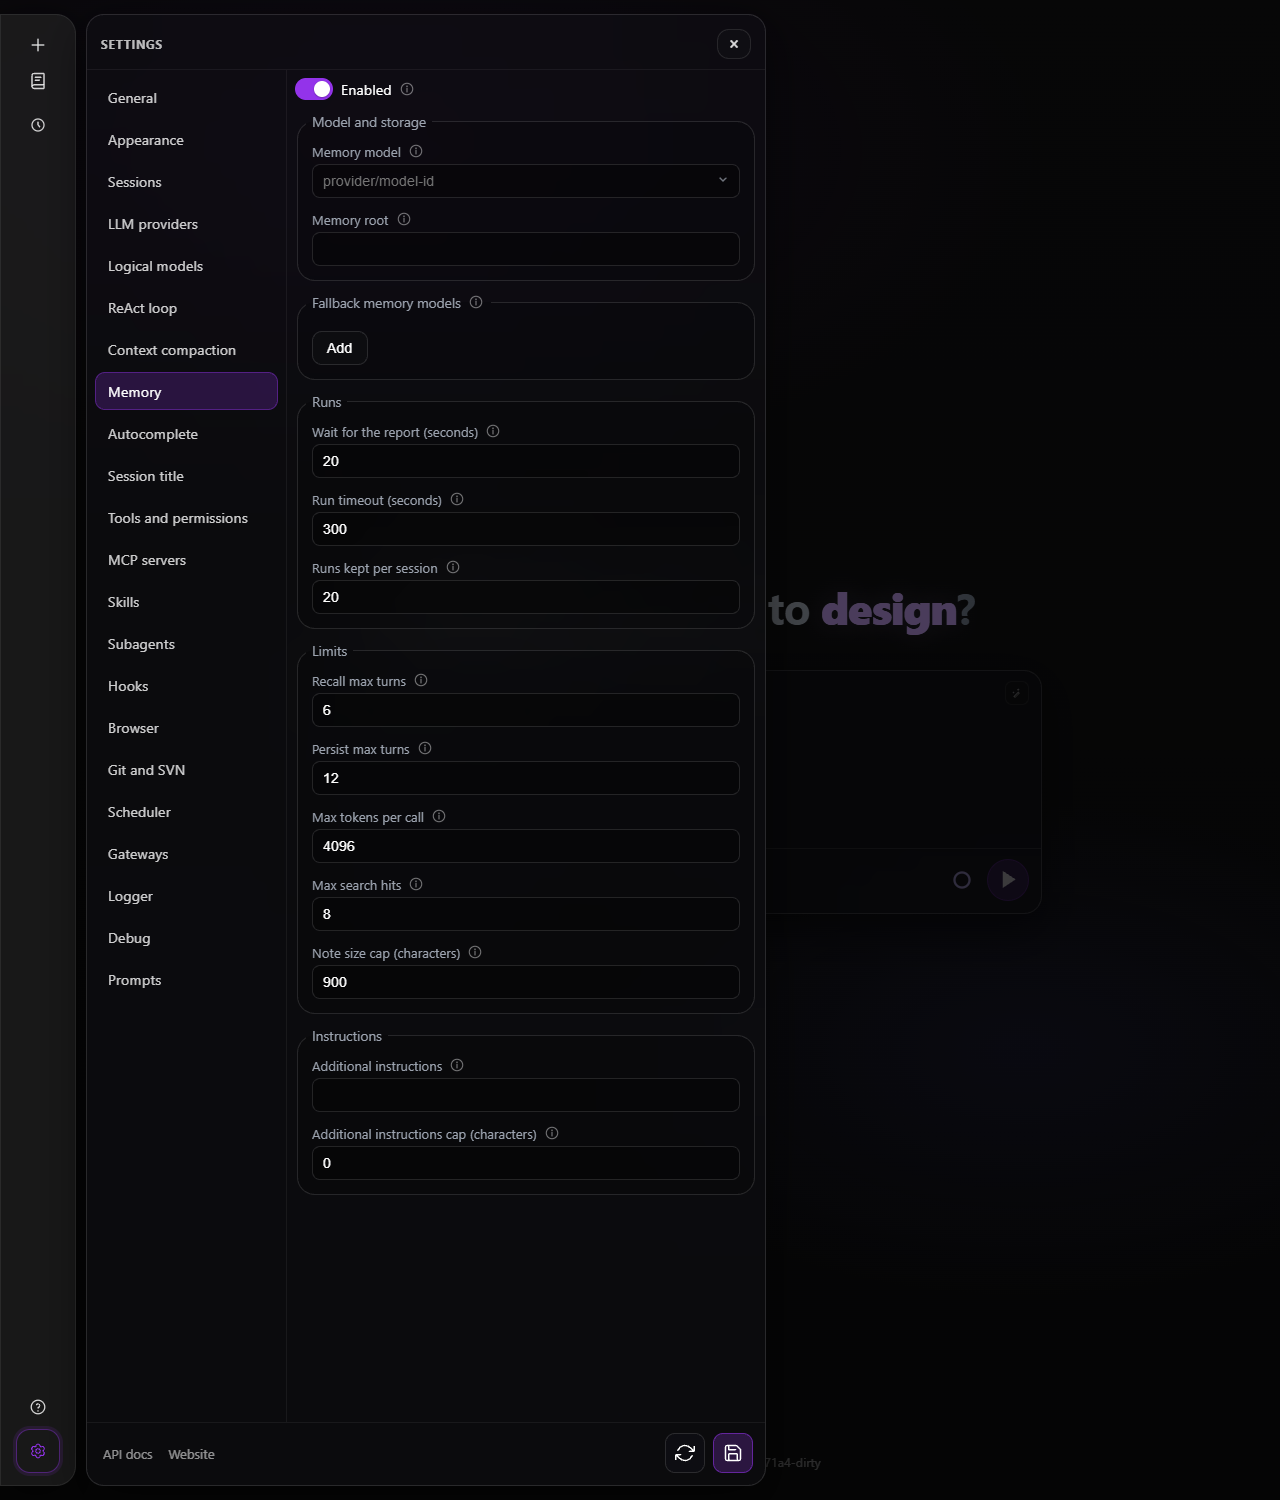 SETTINGS
General
Appearance
Sessions
LLM providers
Logical models
ReAct loop
Context compaction
Memory
Autocomplete
Session title
Tools and permissions
MCP servers
Skills
Subagents
Hooks
Browser
Git and SVN
Scheduler
Gateways
Logger
Debug
Prompts
Enabled
Model and storage
Memory model
provider/model-id
Memory root
Fallback memory models
Add
Runs
Wait for the report (seconds)
20
Run timeout (seconds)
300
Runs kept per session
20
Limits
Recall max turns
6
Persist max turns
12
Max tokens per call
4096
Max search hits
8
Note size cap (characters)
900
Instructions
Additional instructions
Additional instructions cap (characters)
0
to design?
API docs Website
71a4-dirty